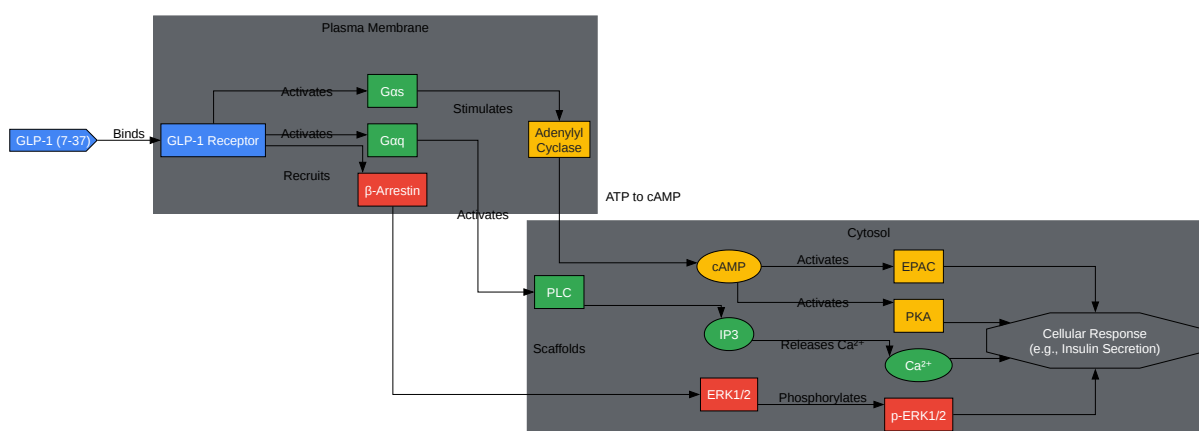 Plasma Membrane
Activates
Gαs
Stimulates
GLP-1 (7-37)
Binds
GLP-1 Receptor
Activates
Gαq
Adenylyl
Cyclase
Recruits
β-Arrestin
ATP to cAMP
Activates
Cytosol
cAMP
Activates
EPAC
PLC
Activates
PKA
IP3
Releases Ca²⁺
Cellular Response
(e.g., Insulin Secretion)
Scaffolds
Ca²⁺
ERK1/2
Phosphorylates
p-ERK1/2